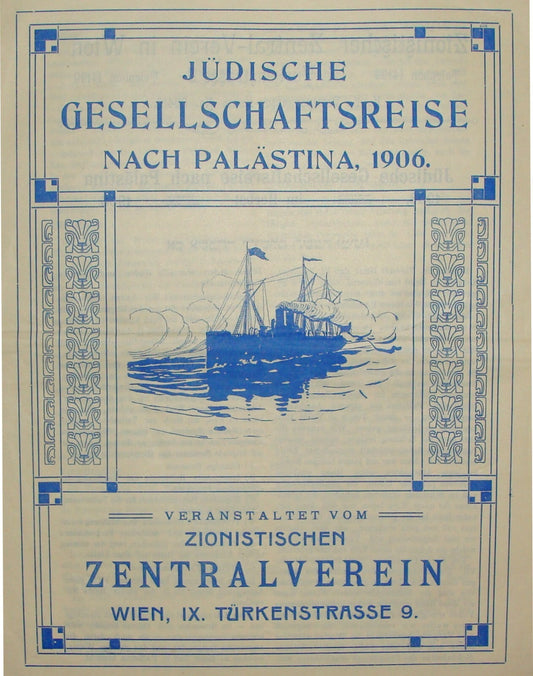 JÜDISCHE
GESELLSCHAFTSREISE
NACH PALÄSTINA, 1906.
VERANSTALTET VOM
ZIONISTISCHEN
ZENTRALVEREIN
WIEN, IX. TÜRKENSTRASSE 9.